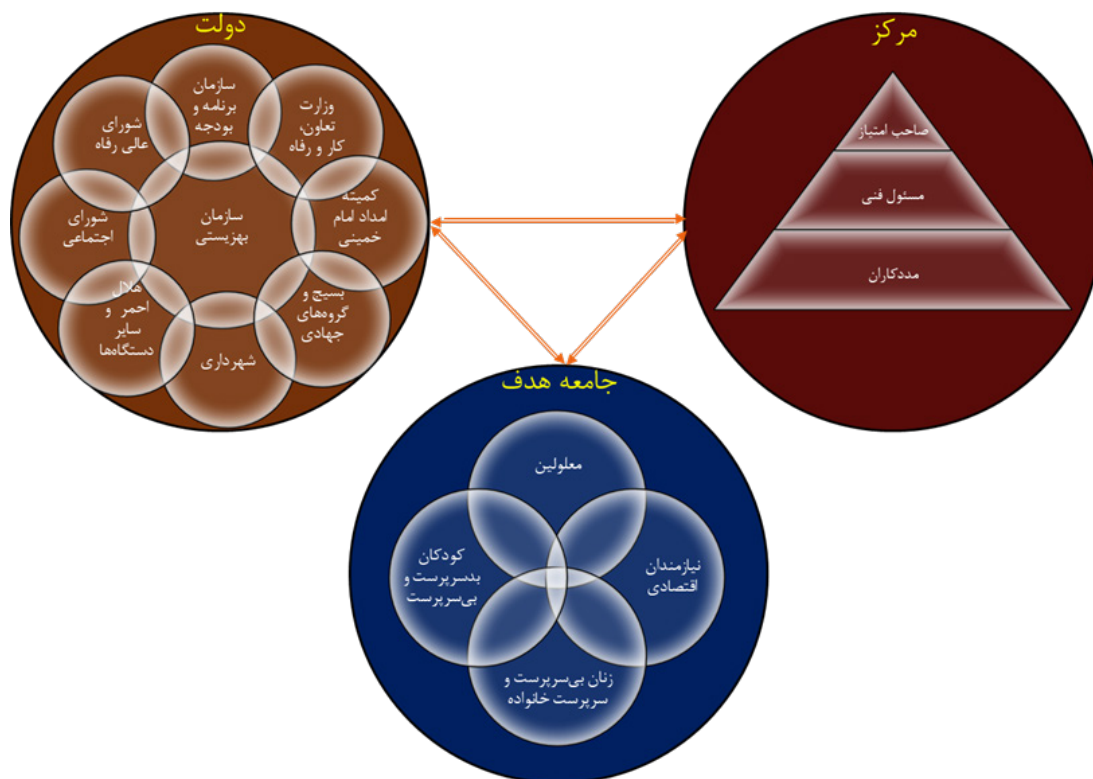 مرکز
صاحب امتیاز
مسئول فنی
مددکاران
دولت
سازمان
برنامه و
بودجه
وزارت
تعاون،
کار و رفاه
کمیته
امداد امام
خمینی
بسیج و
گروه‌های
جهادی
شهرداری
هلال
احمر و
سایر
دستگاه‌ها
شورای
اجتماعی
شورای
عالی رفاه
سازمان
بهزیستی
جامعه هدف
معلولین
نیازمندان
اقتصادی
زنان بی‌سرپرست و
سرپرست خانواده
کودکان
بدسرپرست و
بی‌سرپرست